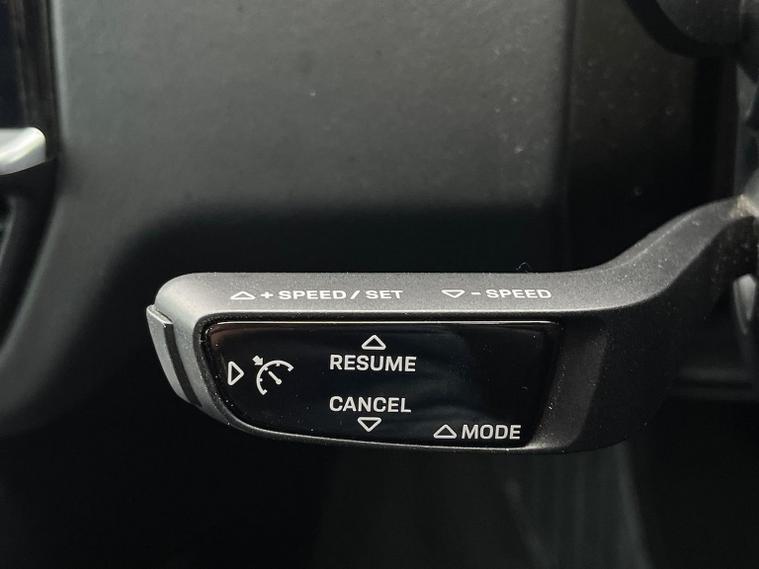 △ + SPEED / SET ▽ - SPEED
RESUME
CANCEL
△ MODE